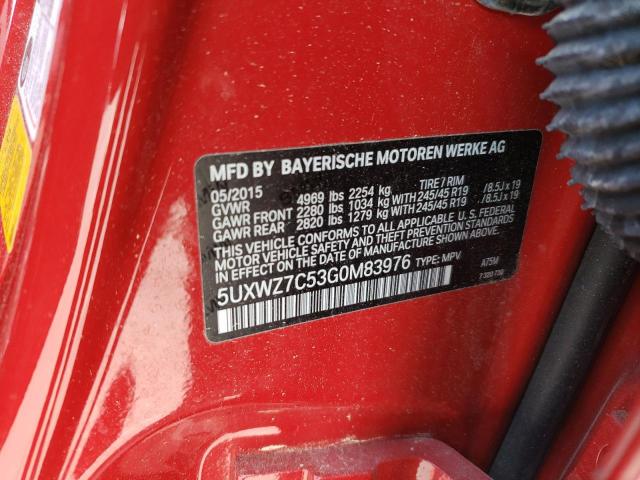 MFD BY BAYERISCHE MOTOREN WERKE AG
05/2015 TIRE 7 RIM
GVWR 4969 lbs 2254 kg
GAWR FRONT 2280 lbs 1034 kg WITH 245/45 R19 /8.5J x 19
GAWR REAR 2820 lbs 1279 kg WITH 245/45 R19 /8.5J x 19
THIS VEHICLE CONFORMS TO ALL APPLICABLE U. S. FEDERAL
MOTOR VEHICLE SAFETY AND THEFT PREVENTION STANDARDS
IN EFFECT ON THE DATE OF MANUFACTURE SHOWN ABOVE.
5UXWZ7C53G0M83976 TYPE: MPV A75M